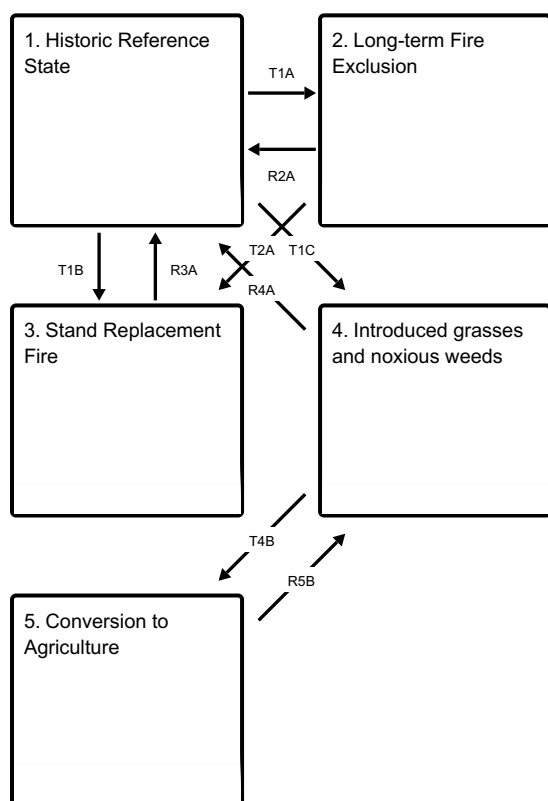 1. Historic Reference
State
2. Long-term Fire
Exclusion
T1A
R2A
T1B
R3A
T2A
T1C
R4A
3. Stand Replacement
Fire
4. Introduced grasses
and noxious weeds
T4B
R5B
5. Conversion to
Agriculture